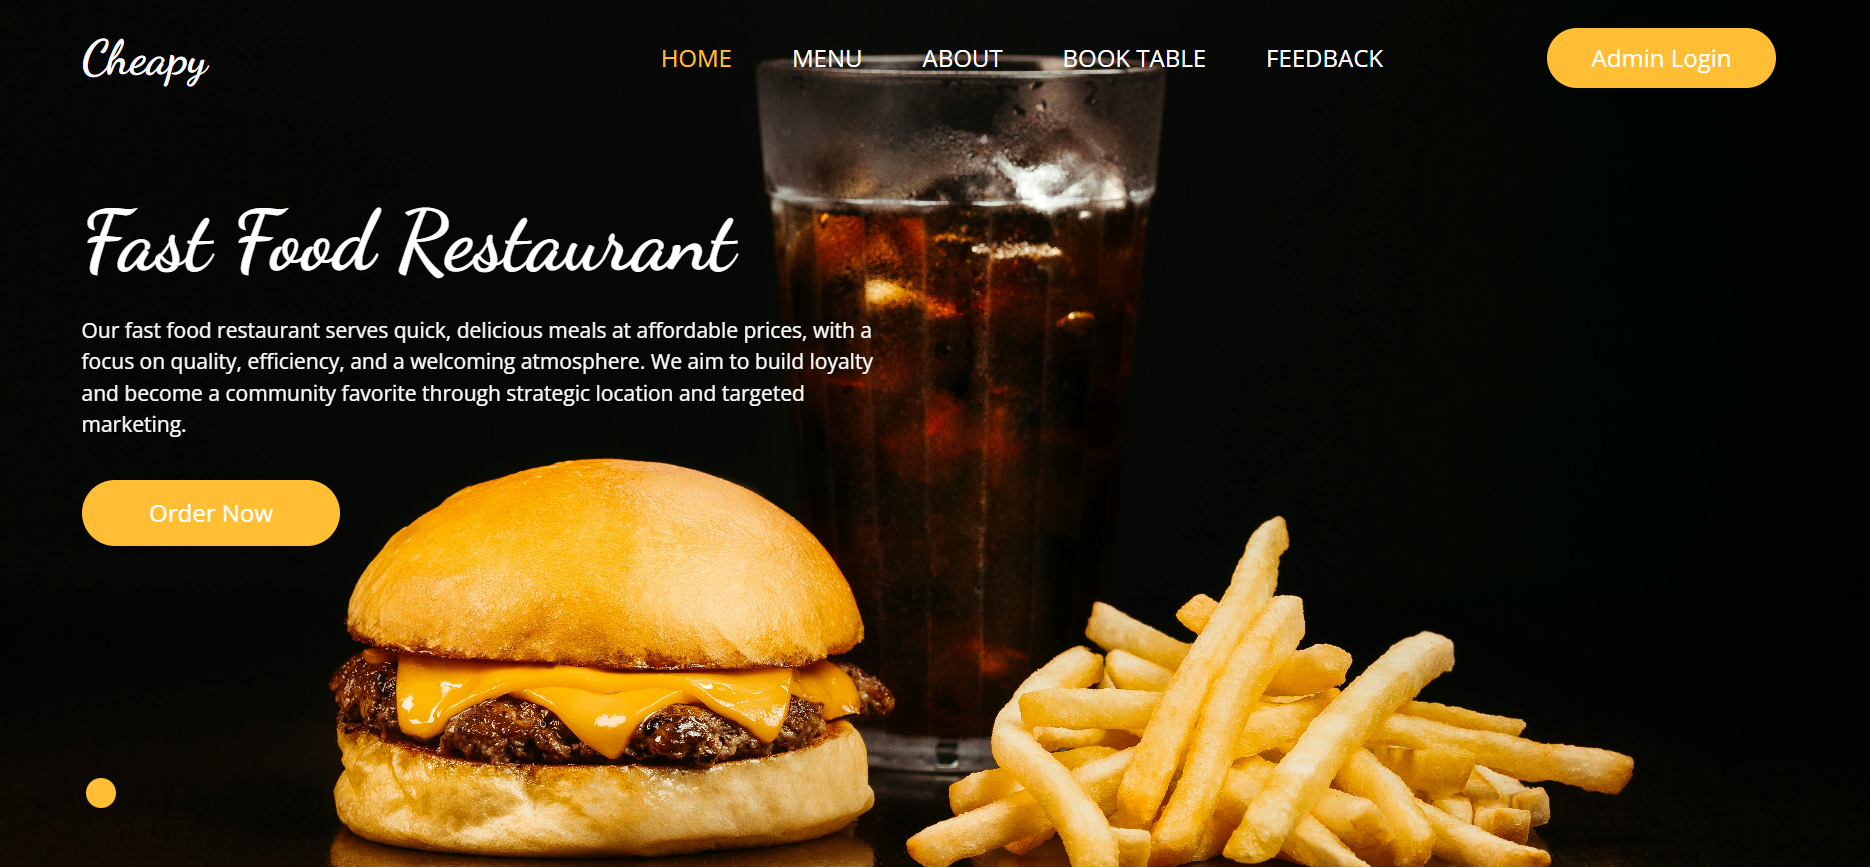 Cheapy
HOME MENU ABOUT BOOK TABLE FEEDBACK
Admin Login
Fast Food Restaurant
Our fast food restaurant serves quick, delicious meals at affordable prices, with a
focus on quality, efficiency, and a welcoming atmosphere. We aim to build loyalty
and become a community favorite through strategic location and targeted
marketing.
Order Now